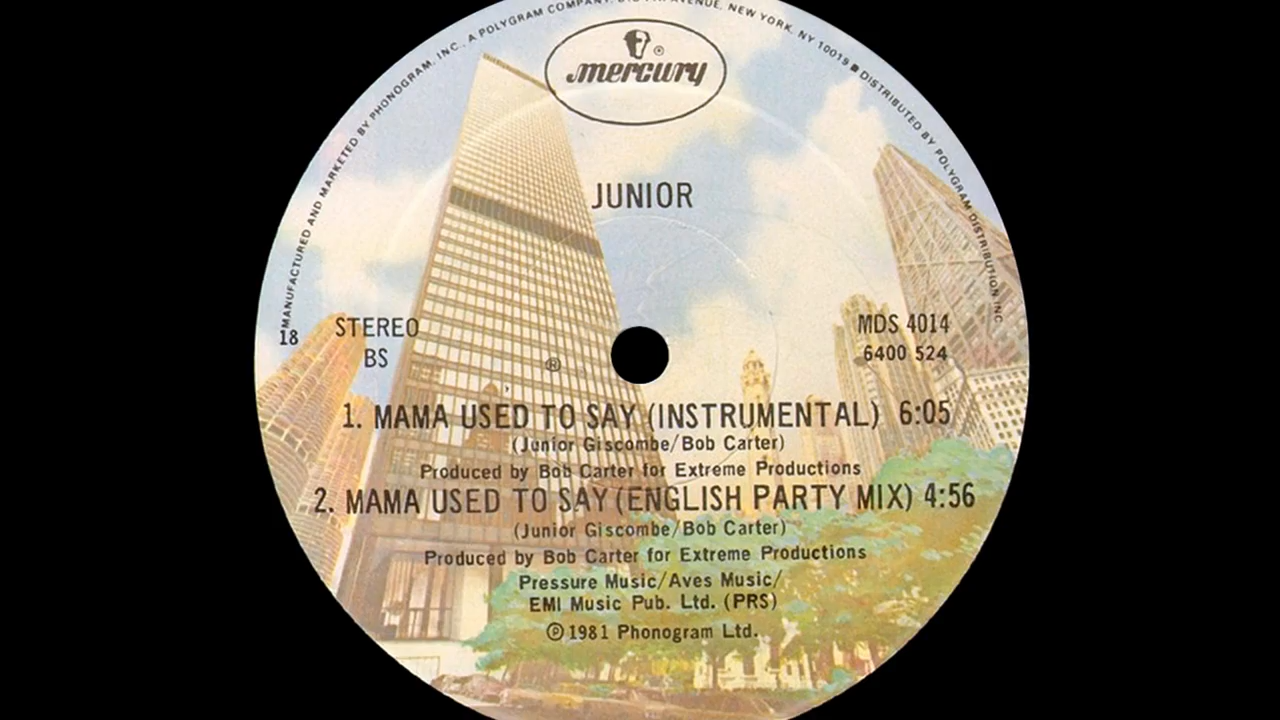 MANUFACTURED AND MARKETED BY PHONOGRAM, INC., A POLYGRAM COMPANY, AVENUE, NEW YORK, NY 10019 ■ DISTRIBUTED BY POLYGRAM DISTRIBUTION INC
®
mercury
JUNIOR
18
STEREO
BS
MDS 4014
6400 524
®
1. MAMA USED TO SAY (INSTRUMENTAL) 6:05
(Junior Giscombe/Bob Carter)
Produced by Bob Carter for Extreme Productions
2. MAMA USED TO SAY (ENGLISH PARTY MIX) 4:56
(Junior Giscombe/Bob Carter)
Produced by Bob Carter for Extreme Productions
Pressure Music/Aves Music/
EMI Music Pub. Ltd. (PRS)
℗ 1981 Phonogram Ltd.